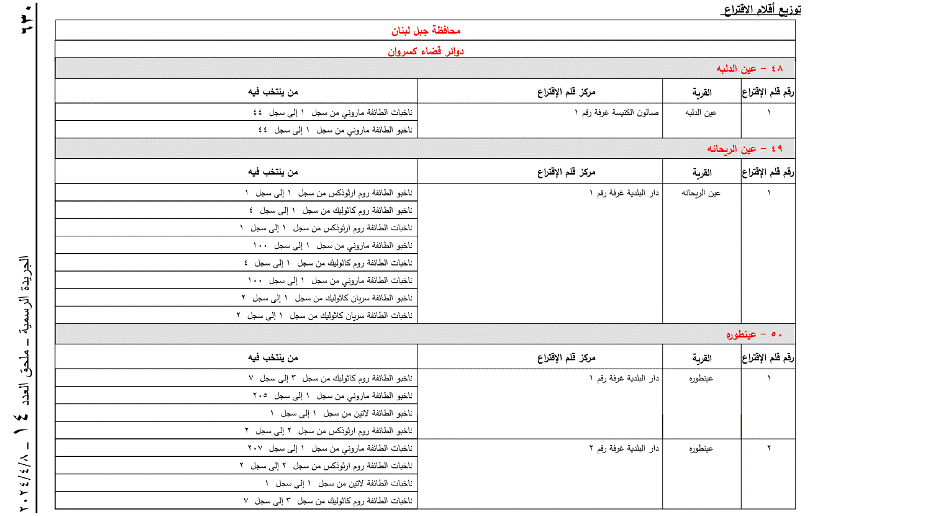 توزيع أقلام الاقتراع
٦٣٠
محافظة جبل لبنان
دوائر قضاء كسروان
٤٨ - عين الدلبه
رقم قلم الإقتراع القرية مركز قلم الإقتراع من ينتخب فيه
١ عين الدلبه صالون الكنيسة غرفة رقم ١ ناخبات الطائفة ماروني من سجل ١ إلى سجل ٤٤
ناخبو الطائفة ماروني من سجل ١ إلى سجل ٤٤
٤٩ - عين الريحانه
رقم قلم الإقتراع القرية مركز قلم الإقتراع من ينتخب فيه
١ عين الريحانه دار البلدية غرفة رقم ١ ناخبو الطائفة روم ارثوذكس من سجل ١ إلى سجل ١
ناخبو الطائفة روم كاثوليك من سجل ١ إلى سجل ٤
ناخبات الطائفة روم ارثوذكس من سجل ١ إلى سجل ١
ناخبو الطائفة ماروني من سجل ١ إلى سجل ١٠٠
ناخبات الطائفة روم كاثوليك من سجل ١ إلى سجل ٤
ناخبات الطائفة ماروني من سجل ١ إلى سجل ١٠٠
ناخبو الطائفة سريان كاثوليك من سجل ١ إلى سجل ٢
ناخبات الطائفة سريان كاثوليك من سجل ١ إلى سجل ٢
٥٠ - عينطوره
رقم قلم الإقتراع القرية مركز قلم الإقتراع من ينتخب فيه
١ عينطوره دار البلدية غرفة رقم ١ ناخبو الطائفة روم كاثوليك من سجل ٣ إلى سجل ٧
ناخبو الطائفة ماروني من سجل ١ إلى سجل ٢٠٥
ناخبو الطائفة لاتين من سجل ١ إلى سجل ١
ناخبو الطائفة روم ارثوذكس من سجل ٢ إلى سجل ٢
٢ عينطوره دار البلدية غرفة رقم ٢ ناخبات الطائفة ماروني من سجل ١ إلى سجل ٢٠٧
ناخبات الطائفة روم ارثوذكس من سجل ٢ إلى سجل ٢
ناخبات الطائفة لاتين من سجل ١ إلى سجل ١
ناخبات الطائفة روم كاثوليك من سجل ٣ إلى سجل ٧
الجريدة الرسمية – ملحق العدد ١٤ – ٢٠٢٤/٤/٨